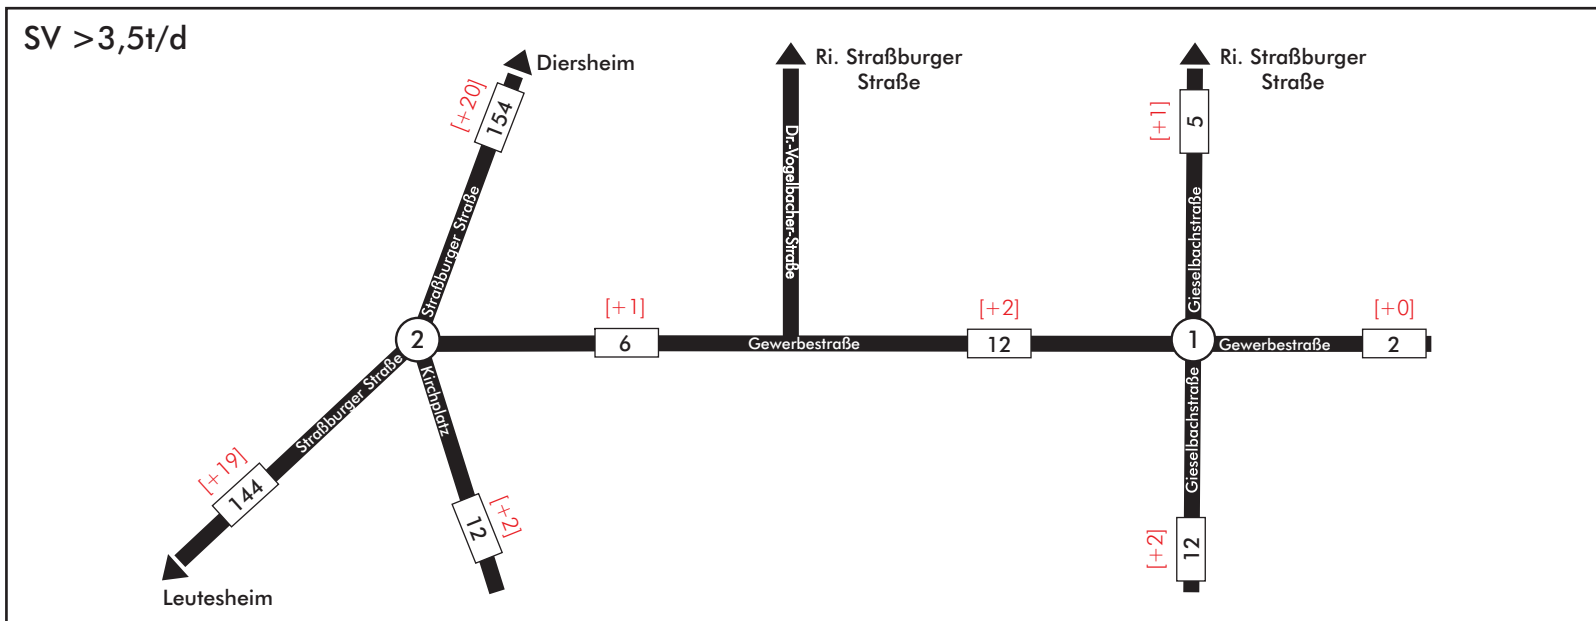 SV >3,5t/d
Diersheim
Ri. Straßburger
Straße
Ri. Straßburger
Straße
[+20]
154
[+1]
5
Straßburger Straße
Dr.-Vogelbacher-Straße
Gieselbachstraße
[+1]
[+2]
[+0]
2
6
Gewerbestraße
12
1
Gewerbestraße
2
Straßburger Straße
Kirchplatz
Gieselbachstraße
[+19]
144
12
[+2]
[+2]
12
Leutesheim